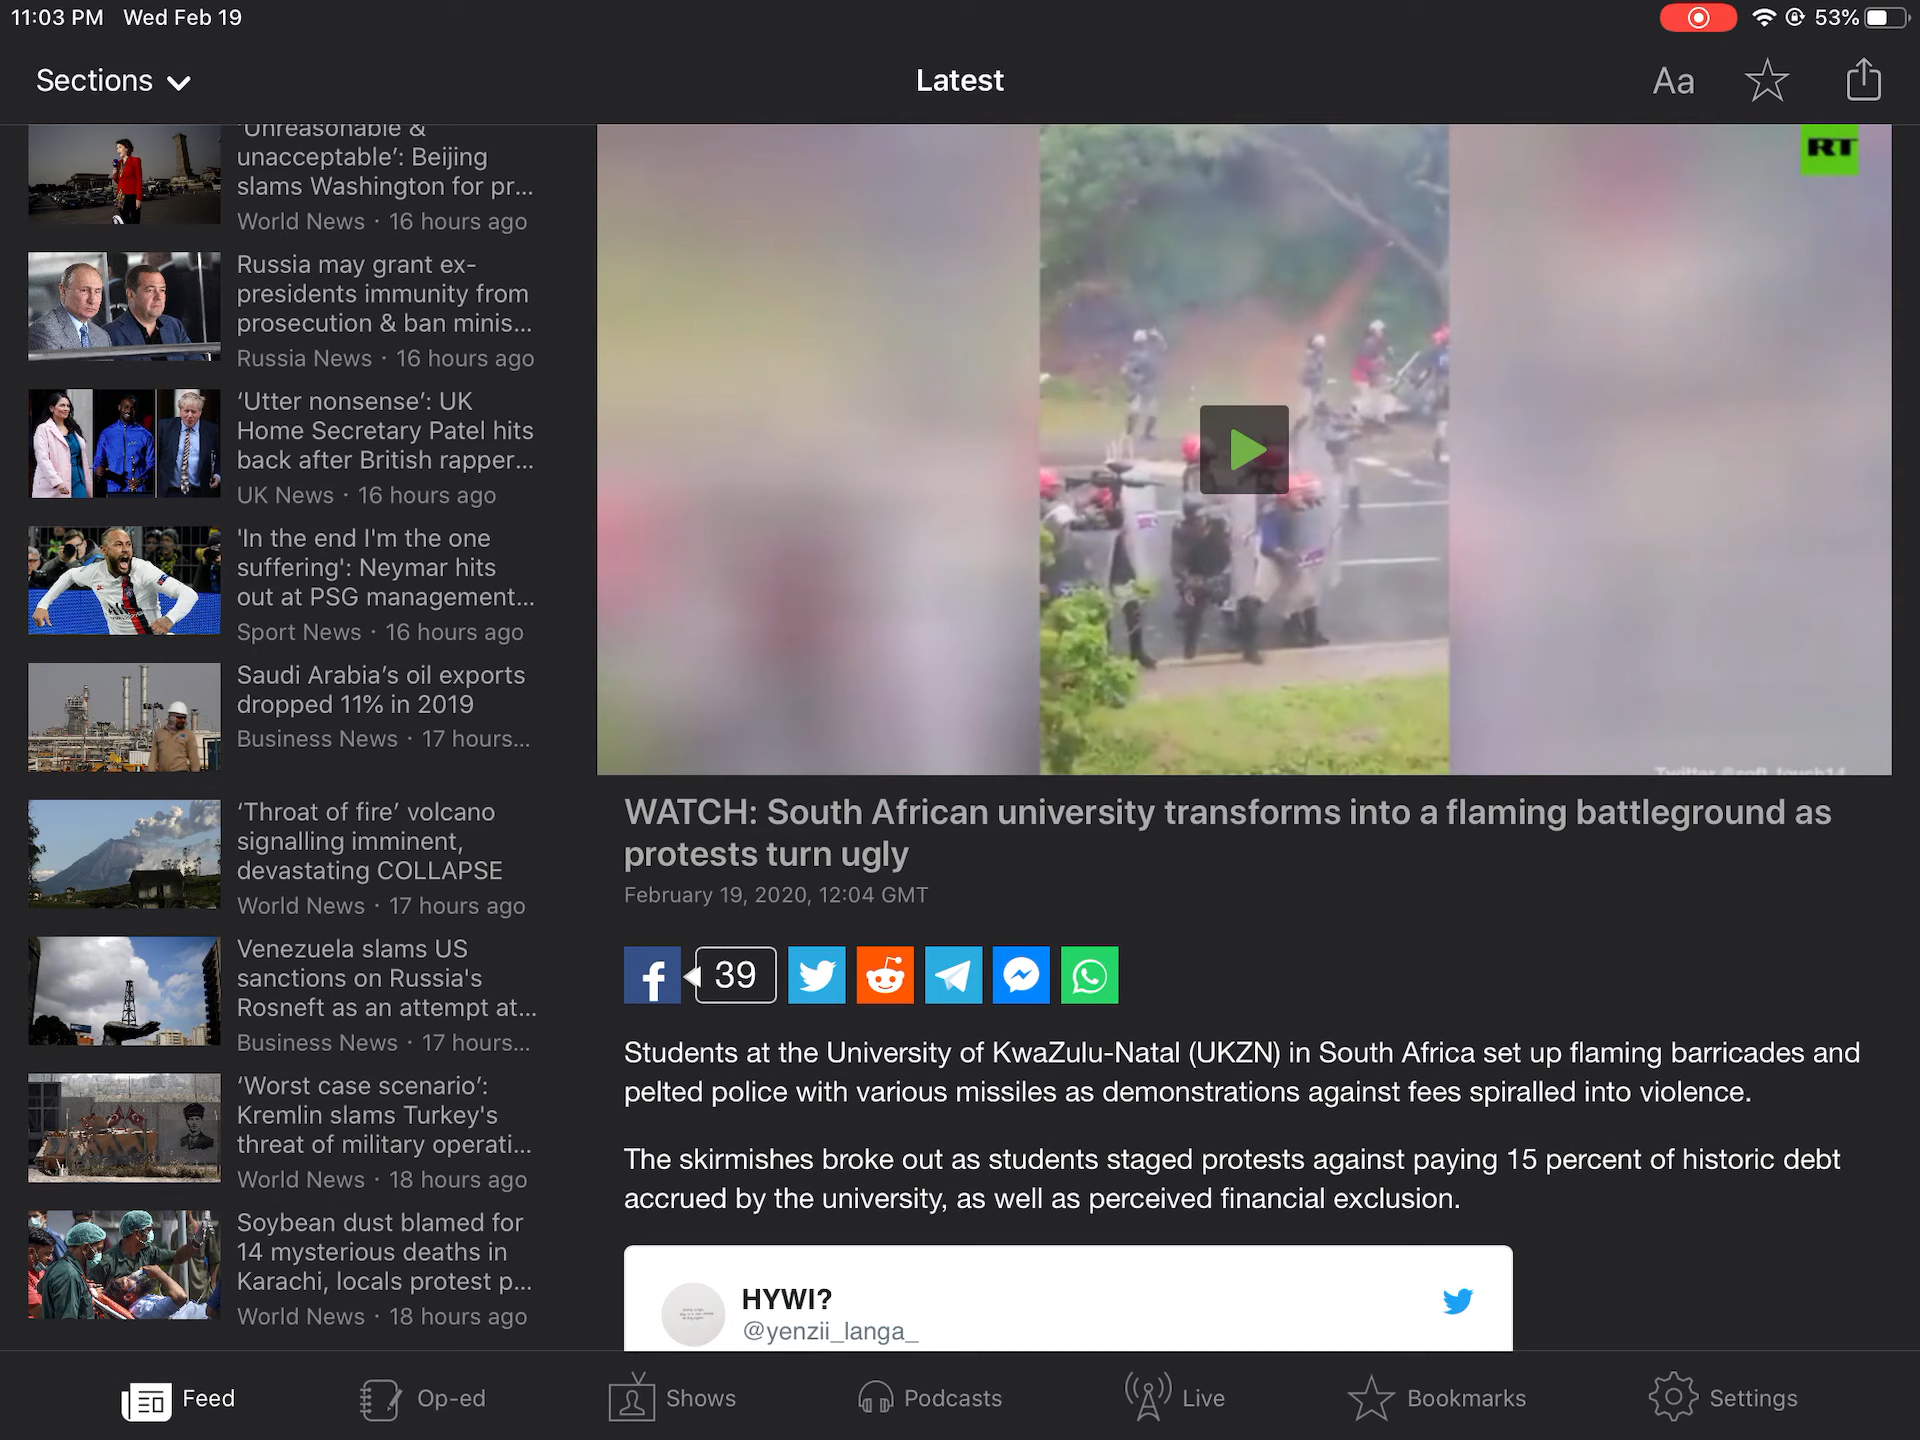 11:03 PM Wed Feb 19
53%
Sections
Latest
Aa
'Unreasonable &
unacceptable’: Beijing
slams Washington for pr...
World News · 16 hours ago
Russia may grant ex-
presidents immunity from
prosecution & ban minis...
Russia News · 16 hours ago
‘Utter nonsense’: UK
Home Secretary Patel hits
back after British rapper...
UK News · 16 hours ago
'In the end I'm the one
suffering': Neymar hits
out at PSG management...
Sport News · 16 hours ago
Saudi Arabia’s oil exports
dropped 11% in 2019
Business News · 17 hours...
‘Throat of fire’ volcano
signalling imminent,
devastating COLLAPSE
World News · 17 hours ago
Venezuela slams US
sanctions on Russia's
Rosneft as an attempt at...
Business News · 17 hours...
‘Worst case scenario’:
Kremlin slams Turkey's
threat of military operati...
World News · 18 hours ago
Soybean dust blamed for
14 mysterious deaths in
Karachi, locals protest p...
World News · 18 hours ago
RT
WATCH: South African university transforms into a flaming battleground as
protests turn ugly
February 19, 2020, 12:04 GMT
39
Students at the University of KwaZulu-Natal (UKZN) in South Africa set up flaming barricades and
pelted police with various missiles as demonstrations against fees spiralled into violence.
The skirmishes broke out as students staged protests against paying 15 percent of historic debt
accrued by the university, as well as perceived financial exclusion.
HYWI?
@yenzii_langa_
Feed
Op-ed
Shows
Podcasts
Live
Bookmarks
Settings